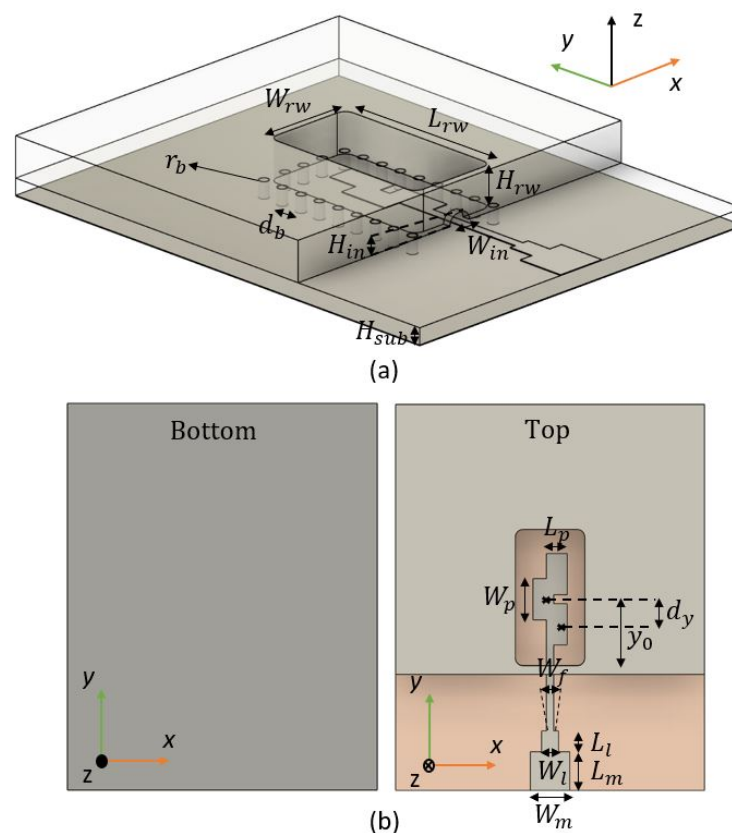 z
y
x
W_rw
L_rw
r_b
H_rw
d_b
H_in
W_in
H_sub
(a)
Bottom
Top
L_p
W_p
d_y
y_0
W_f
y
y
x
x
L_l
z
z
W_l
L_m
W_m
(b)